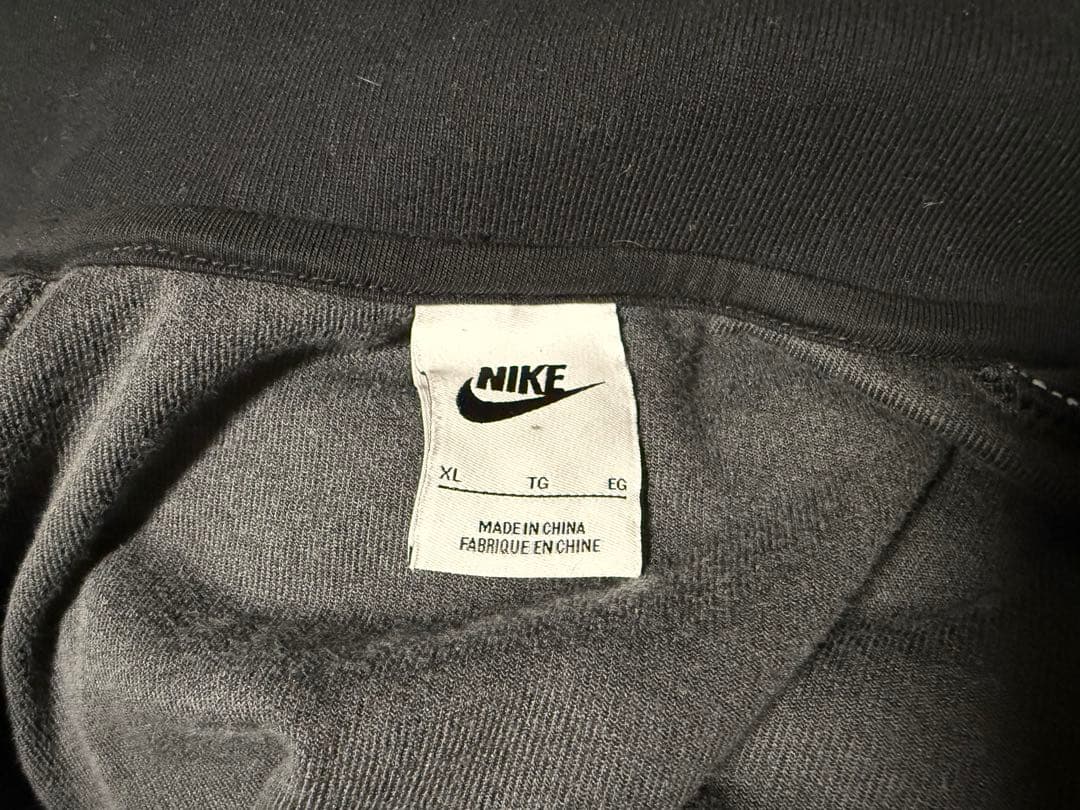 NIKE
XL TG EG
MADE IN CHINA
FABRIQUE EN CHINE